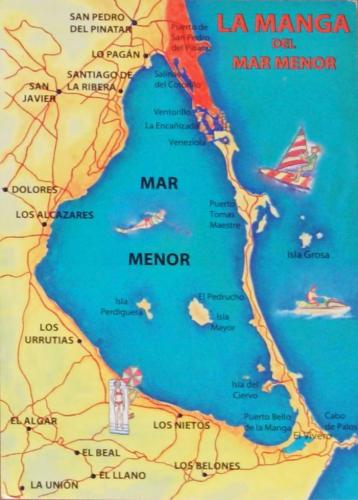 LA MANGA
DEL
MAR MENOR
SAN PEDRO
DEL PINATAR
Puerto de
San Pedro
del Pinatar
LO PAGÁN
SANTIAGO DE
LA RIBERA
Salinas
del Cotorillo
SAN
JAVIER
Ventorillo
La Encañizada
Veneziola
MAR
DOLORES
Puerto
Tomas
Maestre
LOS ALCAZARES
Isla Grosa
MENOR
Isla
Perdiguera
El Pedrucho
Isla
Mayor
LOS
URRUTIAS
Isla del
Ciervo
LOS NIETOS
Puerto Bello
de la Manga
Cabo
de Palos
EL ALGAR
El Vivero
EL BEAL
LOS BELONES
EL LLANO
LA UNIÓN